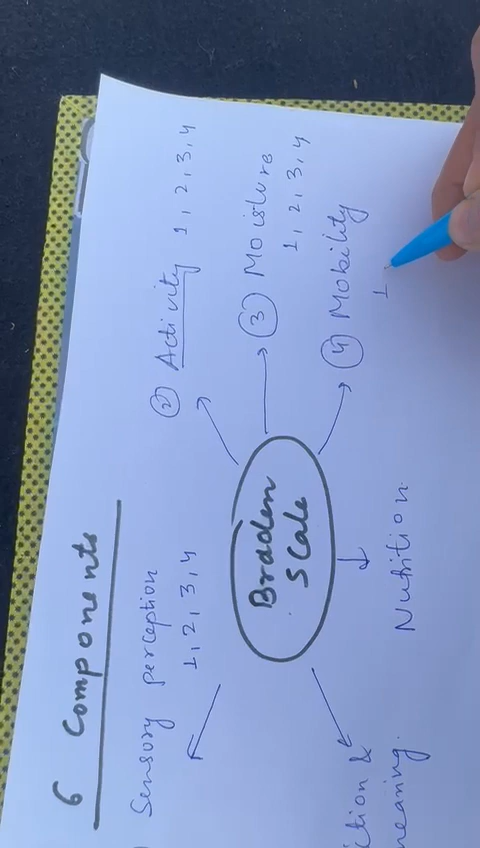 6 Components
Sensory perception
1, 2, 3, 4
② Activity 1, 2, 3, 4
③ Moisture
1, 2, 3, 4
④ Mobility
1
Braden
Scale
Nutrition